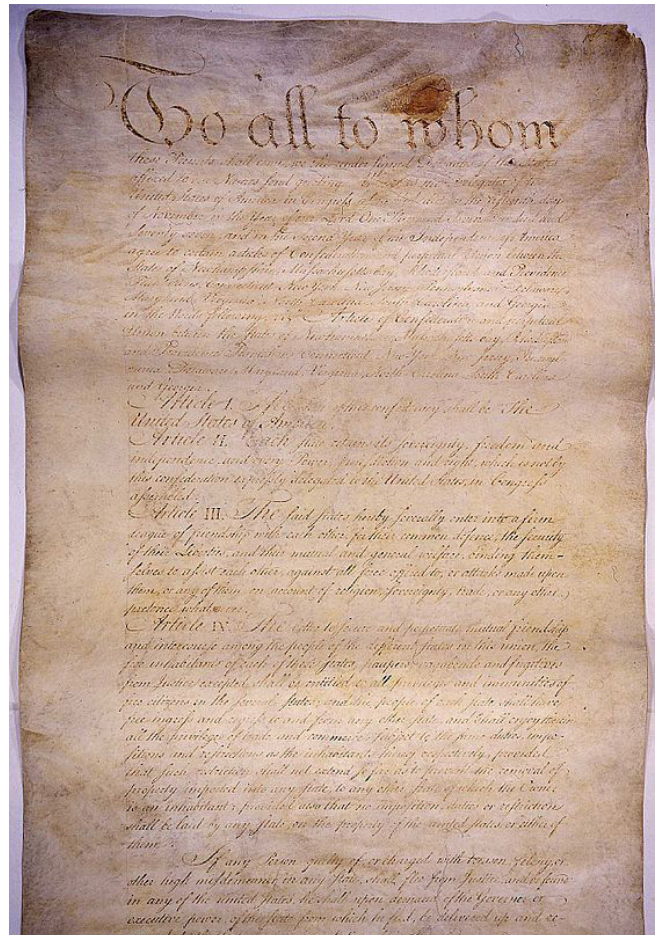 To all to whom
these Presents shall come, we the under signed Delegates of the States
affixed to our Names send greeting. Whereas the Delegates of the
United States of America in Congress assembled did on the fifteenth day
of November in the Year of our Lord One Thousand Seven Hundred and
Seventy seven, and in the Second Year of our Independence of America
agree to certain articles of Confederation and perpetual Union between the
States of Newhampshire, Massachusetts-bay, Rhodeisland and Providence
Plantations, Connecticut, New York, New Jersey, Pennsylvania, Delaware,
Maryland, Virginia, North-Carolina, South-Carolina, and Georgia
in the Words following, viz. Articles of Confederation and perpetual
Union between the States of Newhampshire, Massachusetts-bay, Rhodeisland
and Providence Plantations, Connecticut, New-York, New-Jersey, Pennsyl-
vania, Delaware, Maryland, Virginia, North-Carolina, South-Carolina
and Georgia.
Article I. The Stile of this confederacy shall be "The
United States of America."
Article II. Each state retains its sovereignty, freedom and
independence, and every Power, Jurisdiction and right, which is not by
this confederation expressly delegated to the United States, in Congress
assembled.
Article III. The said states hereby severally enter into a firm
league of friendship with each other, for their common defence, the security
of their Liberties, and their mutual and general welfare, binding them-
selves to assist each other, against all force offered to, or attacks made upon
them, or any of them, on account of religion, sovereignty, trade, or any other
pretence whatever.
Article IV. The better to secure and perpetuate mutual friendship
and intercourse among the people of the different states in this union, the
free inhabitants of each of these states, paupers, vagabonds and fugitives
from Justice excepted, shall be entitled to all privileges and immunities of
free citizens in the several states; and the people of each state shall have
free ingress and regress to and from any other state, and shall enjoy therein
all the privileges of trade and commerce, subject to the same duties, impo-
sitions and restrictions as the inhabitants thereof respectively, provided
that such restriction shall not extend so far as to prevent the removal of
property imported into any state, to any other state of which the Owner
is an inhabitant; provided also that no imposition, duties or restriction
shall be laid by any state, on the property of the united states, or either of
them.
If any Person guilty of, or charged with treason, felony, or
other high misdemeanor in any state, shall flee from Justice, and be found
in any of the united states, he shall upon demand of the Governor or
executive power, of the state from which he fled, be delivered up and re-